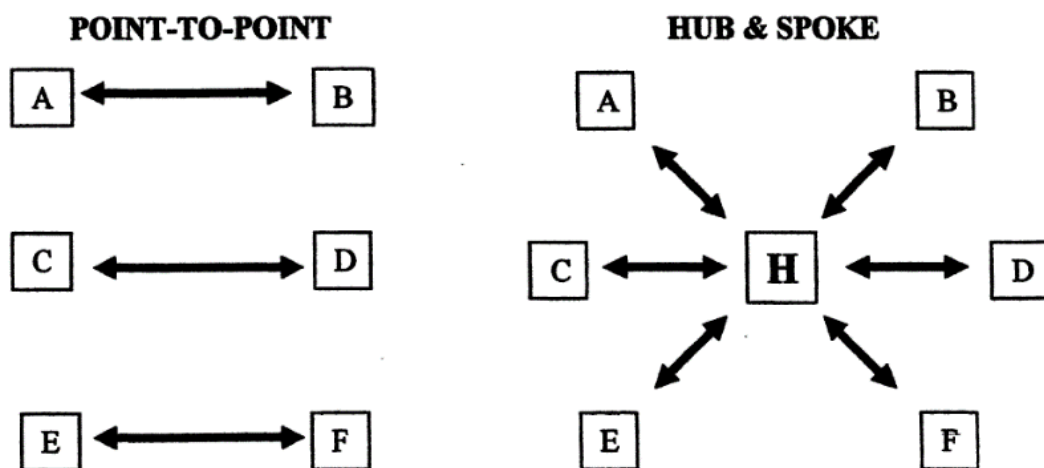 POINT-TO-POINT
A B
C D
E F
HUB & SPOKE
A B
C H D
E F